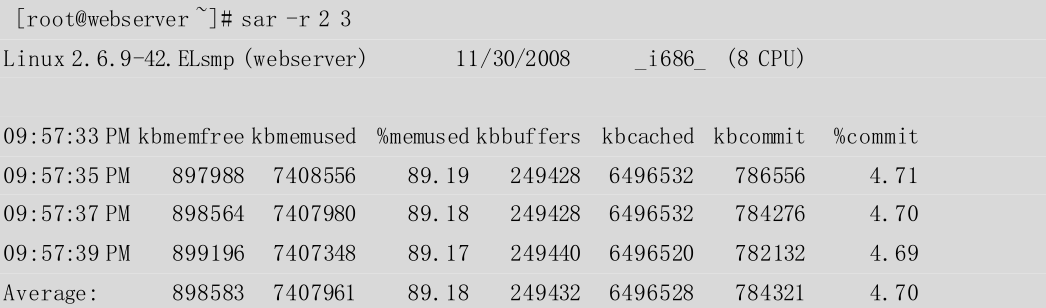 [root@webserver ~]# sar -r 2 3
Linux 2.6.9-42.ELsmp (webserver) 11/30/2008 _i686_ (8 CPU)
09:57:33 PM kbmemfree kbmemused %memused kbbuffers kbcached kbcommit %commit
09:57:35 PM 897988 7408556 89.19 249428 6496532 786556 4.71
09:57:37 PM 898564 7407980 89.18 249428 6496532 784276 4.70
09:57:39 PM 899196 7407348 89.17 249440 6496520 782132 4.69
Average: 898583 7407961 89.18 249432 6496528 784321 4.70